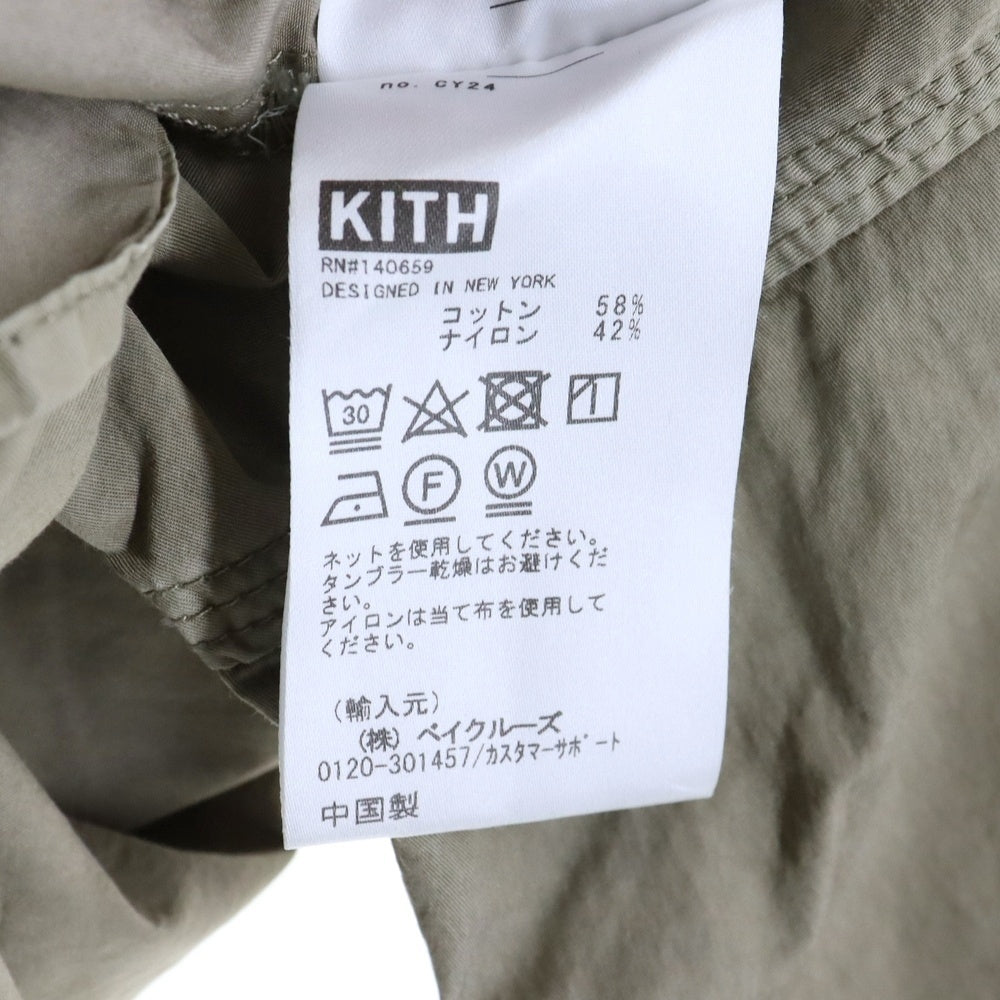 no. CY24
KITH
RN#140659
DESIGNED IN NEW YORK
コットン 58%
ナイロン 42%
30
F
W
ネットを使用してください。
タンブラー乾燥はお避けくだ
さい。
アイロンは当て布を使用して
ください。
(輸入元)
(株) ベイクルーズ
0120-301457/カスタマーサポート
中国製